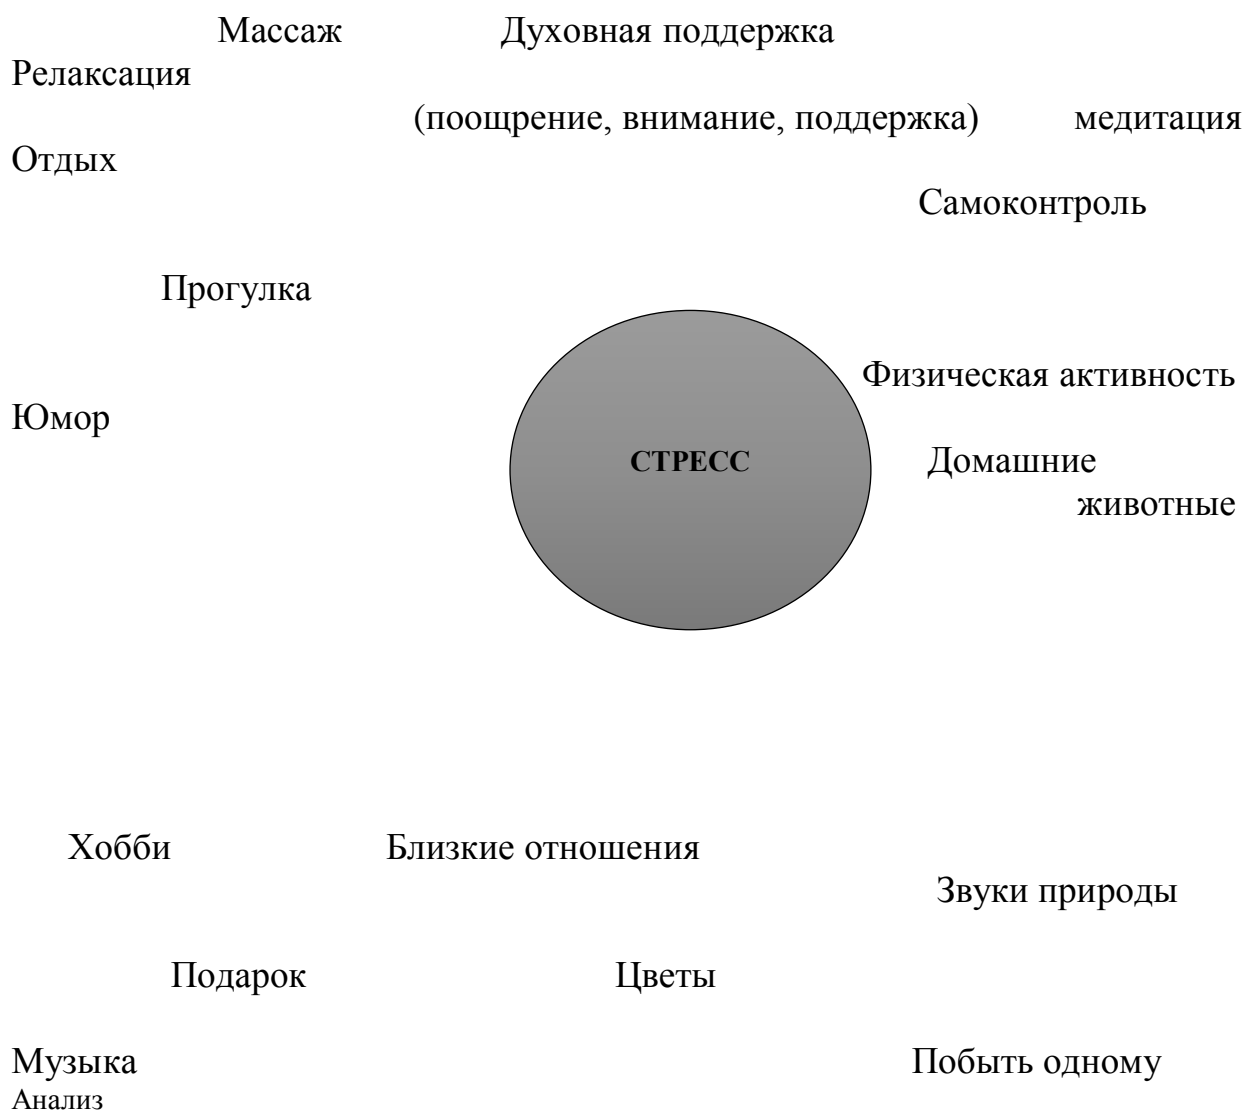 Массаж Духовная поддержка
Релаксация
(поощрение, внимание, поддержка) медитация
Отдых
Самоконтроль
Прогулка
Физическая активность
Юмор
СТРЕСС Домашние
животные
Хобби Близкие отношения
Звуки природы
Подарок Цветы
Музыка Побыть одному
Анализ